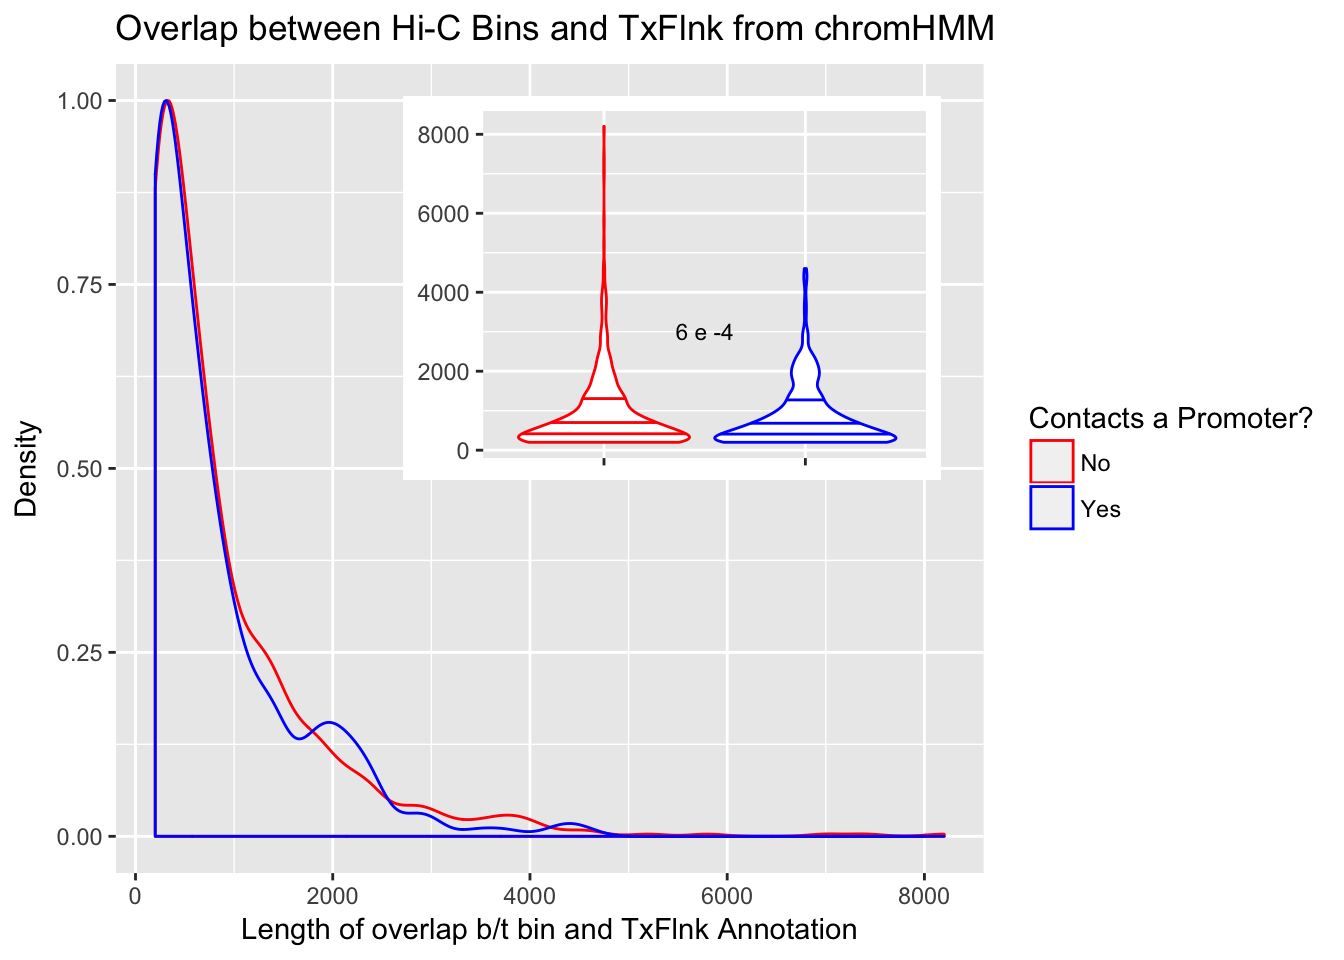 Overlap between Hi-C Bins and TxFlnk from chromHMM
1.00
0.75
0.50
0.25
0.00
Density
8000
6000
4000
2000
0
6 e -4
Contacts a Promoter?
No
Yes
0 2000 4000 6000 8000
Length of overlap b/t bin and TxFlnk Annotation